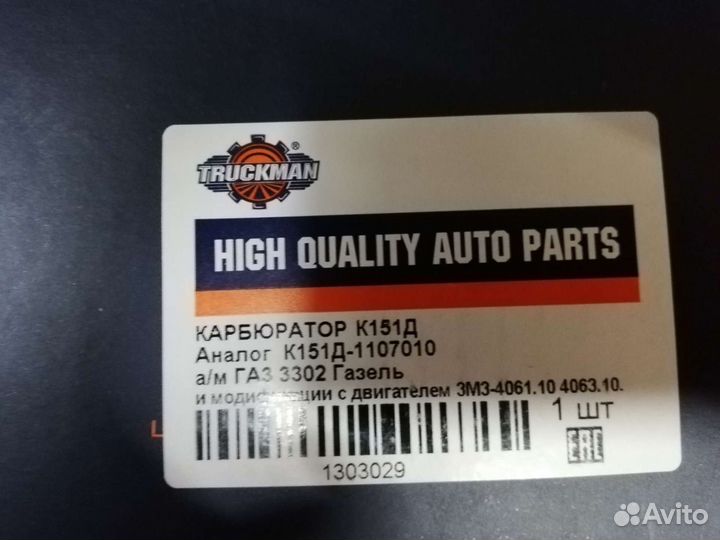 TRUCKMAN
®
HIGH QUALITY AUTO PARTS
КАРБЮРАТОР К151Д
Аналог К151Д-1107010
а/м ГАЗ 3302 Газель
и модификации с двигателем ЗМЗ-4061.10 4063.10.
1 шт
1303029
EAC
Avito